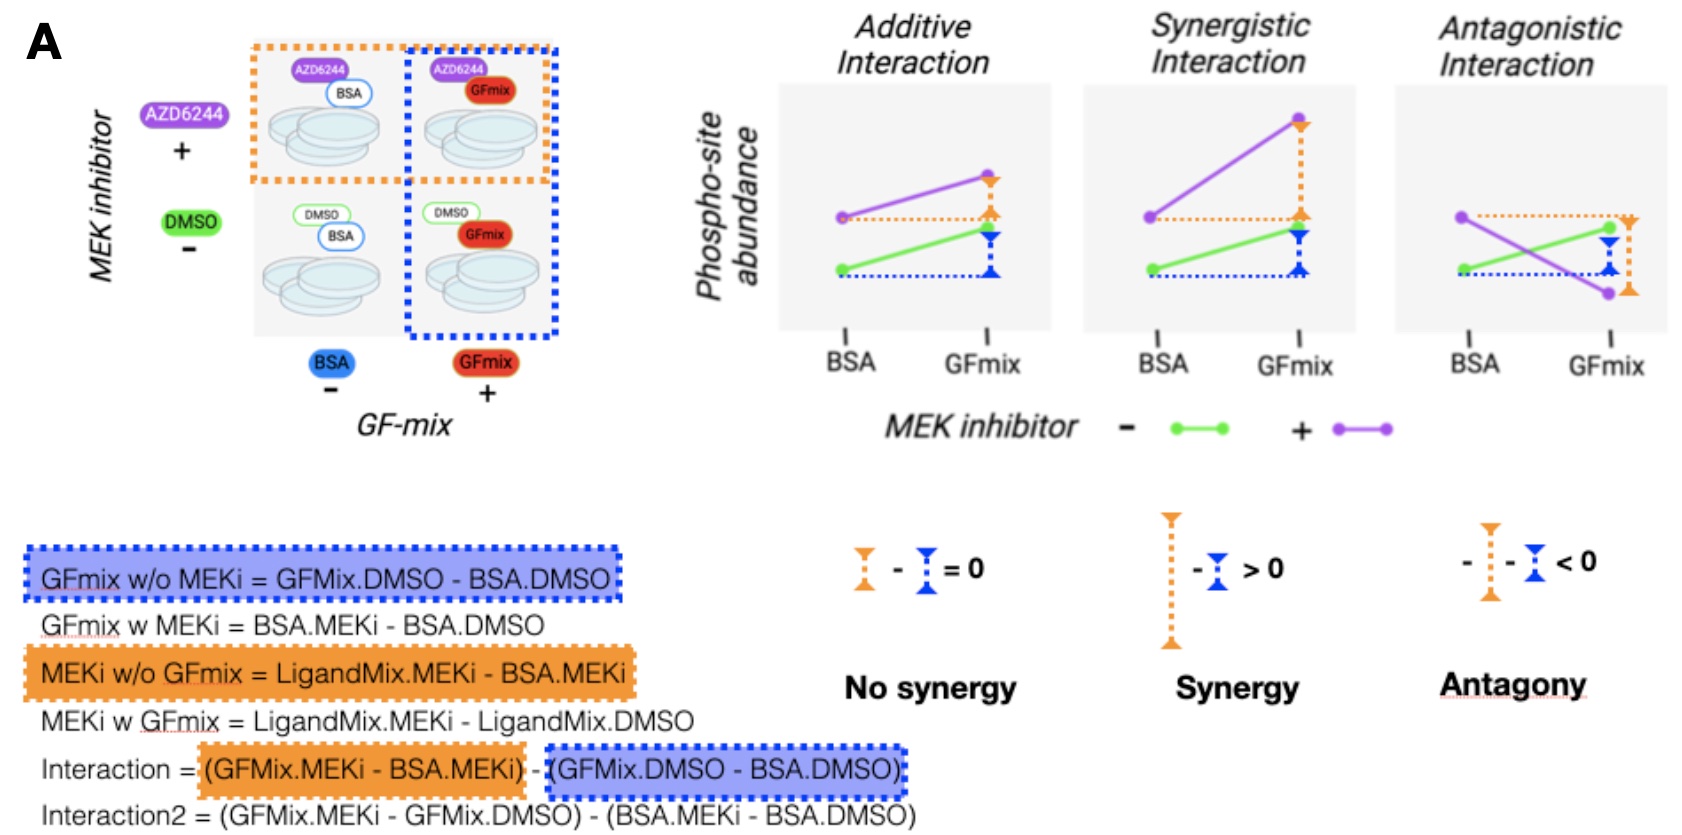 A
MEK inhibitor
AZD6244
+
DMSO
-
AZD6244
BSA
AZD6244
GFmix
DMSO
BSA
DMSO
GFmix
BSA
-
GFmix
+
GF-mix
Phospho-site
abundance
Additive
Interaction
BSA
GFmix
Synergistic
Interaction
BSA
GFmix
Antagonistic
Interaction
BSA
GFmix
MEK inhibitor - +
- = 0
No synergy
- > 0
Synergy
- - < 0
Antagony
GFmix w/o MEKi = GFMix.DMSO - BSA.DMSO
GFmix w MEKi = BSA.MEKi - BSA.DMSO
MEKi w/o GFmix = LigandMix.MEKi - BSA.MEKi
MEKi w GFmix = LigandMix.MEKi - LigandMix.DMSO
Interaction = (GFMix.MEKi - BSA.MEKi) - (GFMix.DMSO - BSA.DMSO)
Interaction2 = (GFMix.MEKi - GFMix.DMSO) - (BSA.MEKi - BSA.DMSO)